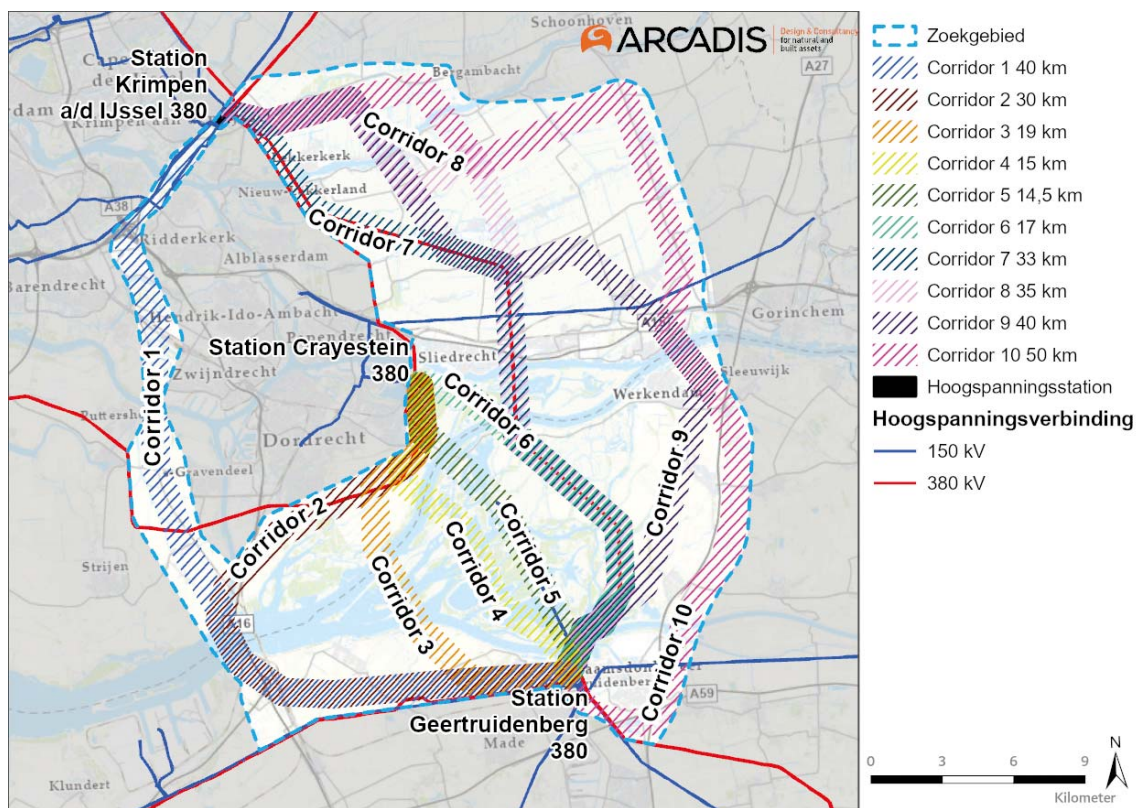 Schoonhoven
ARCADIS
Design & Consultancy
for natural and
built assets
Station
Krimpen
a/d IJssel 380
Bergambacht
A27
Corridor 8
Nieuw-
kkerland
A38
Ridderkerk
Corridor 7
Alblasserdam
Barendrecht
Hendrik-Ido-Ambacht
Papendrecht
Gorinchem
Station Crayestein
380
Sliedrecht
Corridor 1
Zwijndrecht
Sleeuwijk
Werkendam
Corridor 6
Dordrecht
Corridor 9
Gravendeel
Corridor 2
Corridor 5
Corridor 4
Strijen
Corridor 3
A16
Corridor 10
A59
Station
Geertruidenberg
380
Made
Klundert
Zoekgebied
Corridor 1 40 km
Corridor 2 30 km
Corridor 3 19 km
Corridor 4 15 km
Corridor 5 14,5 km
Corridor 6 17 km
Corridor 7 33 km
Corridor 8 35 km
Corridor 9 40 km
Corridor 10 50 km
Hoogspanningsstation
Hoogspanningsverbinding
150 kV
380 kV
N
0 3 6 9
Kilometer